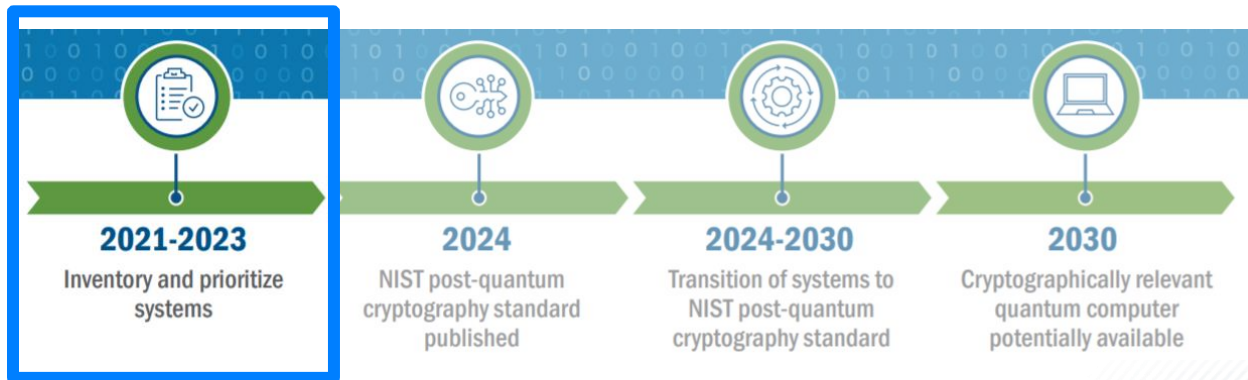 2021-2023
Inventory and prioritize
systems
2024
NIST post-quantum
cryptography standard
published
2024-2030
Transition of systems to
NIST post-quantum
cryptography standard
2030
Cryptographically relevant
quantum computer
potentially available